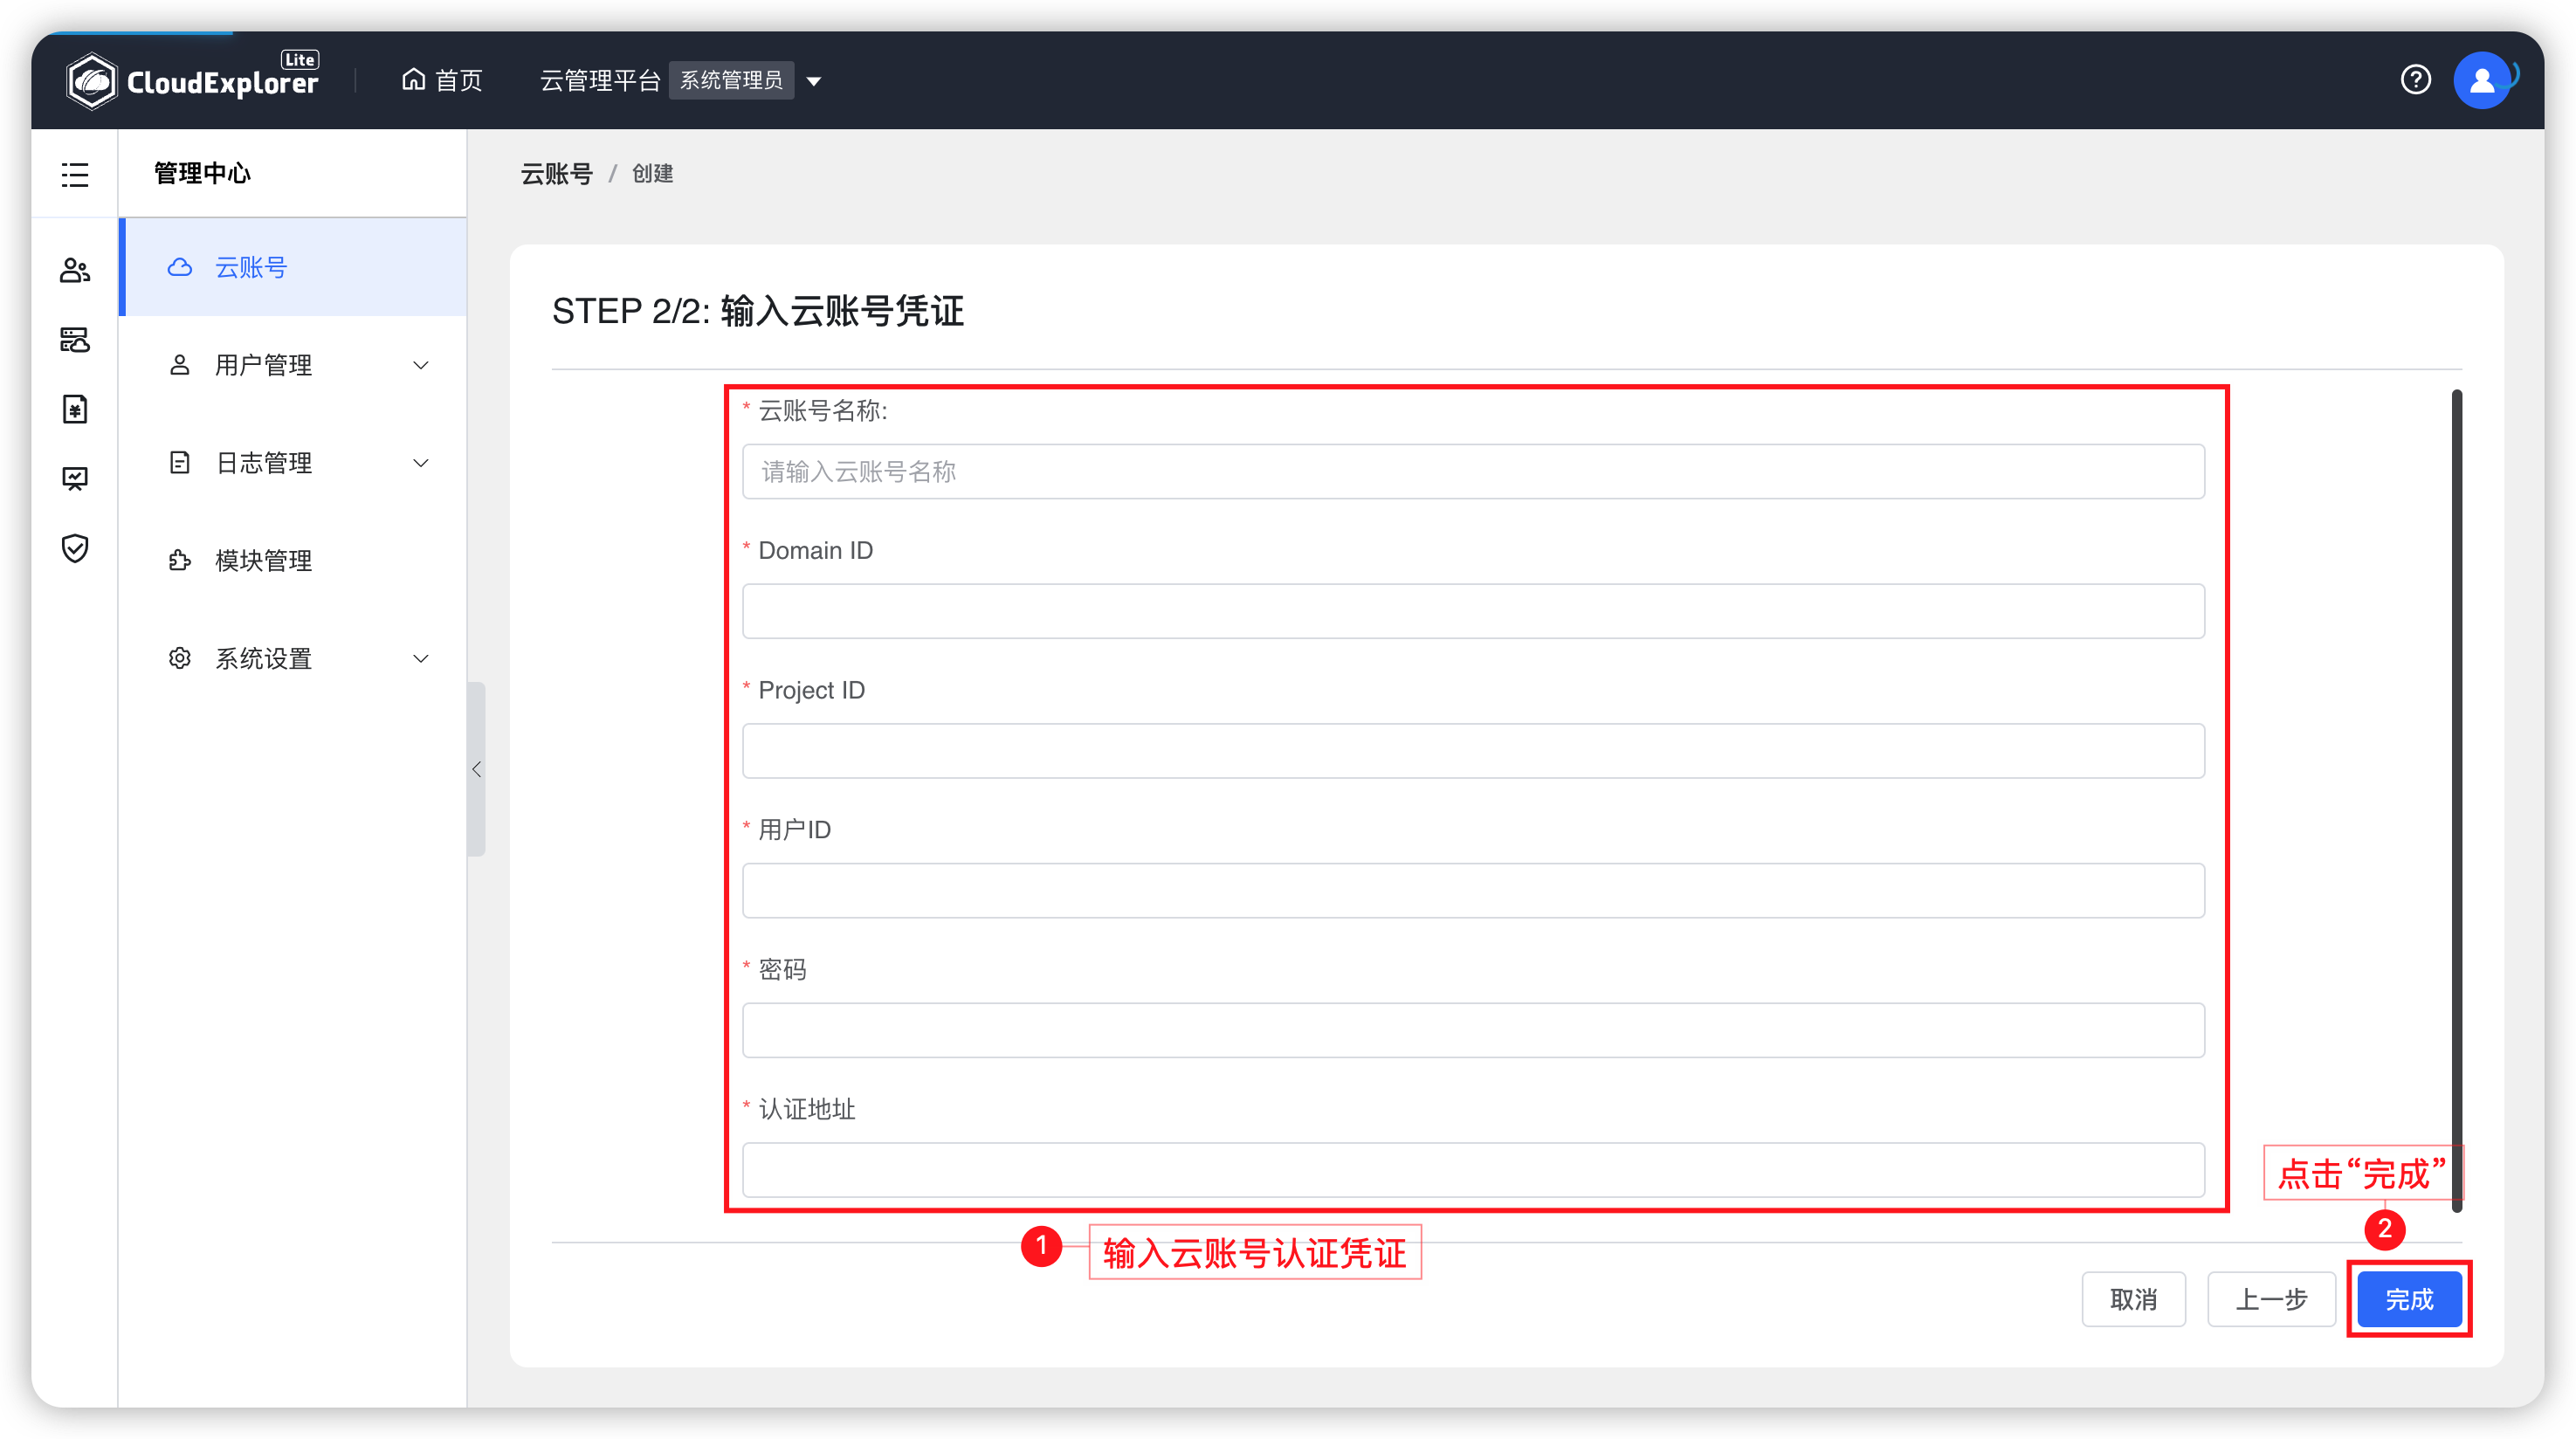 CloudExplorer Lite
首页
云管理平台 系统管理员
管理中心
云账号
用户管理
日志管理
模块管理
系统设置
云账号 / 创建
STEP 2/2: 输入云账号凭证
* 云账号名称:
请输入云账号名称
* Domain ID
* Project ID
* 用户ID
* 密码
* 认证地址
1 输入云账号认证凭证
点击“完成”
2
取消
上一步
完成